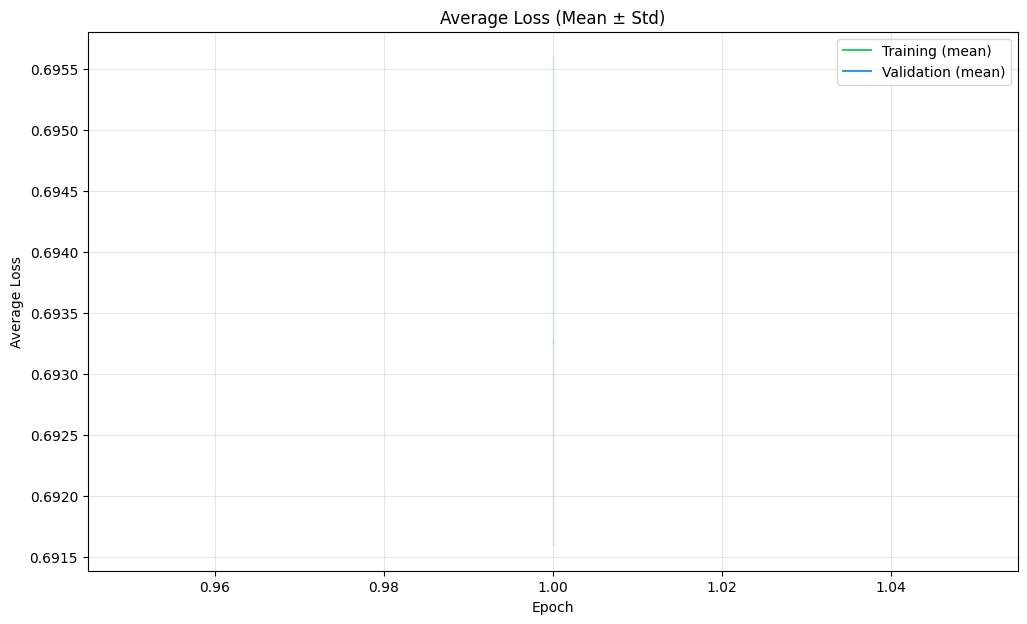 Average Loss (Mean ± Std)
Training (mean)
Validation (mean)
Average Loss
0.6955
0.6950
0.6945
0.6940
0.6935
0.6930
0.6925
0.6920
0.6915
0.96
0.98
1.00
1.02
1.04
Epoch